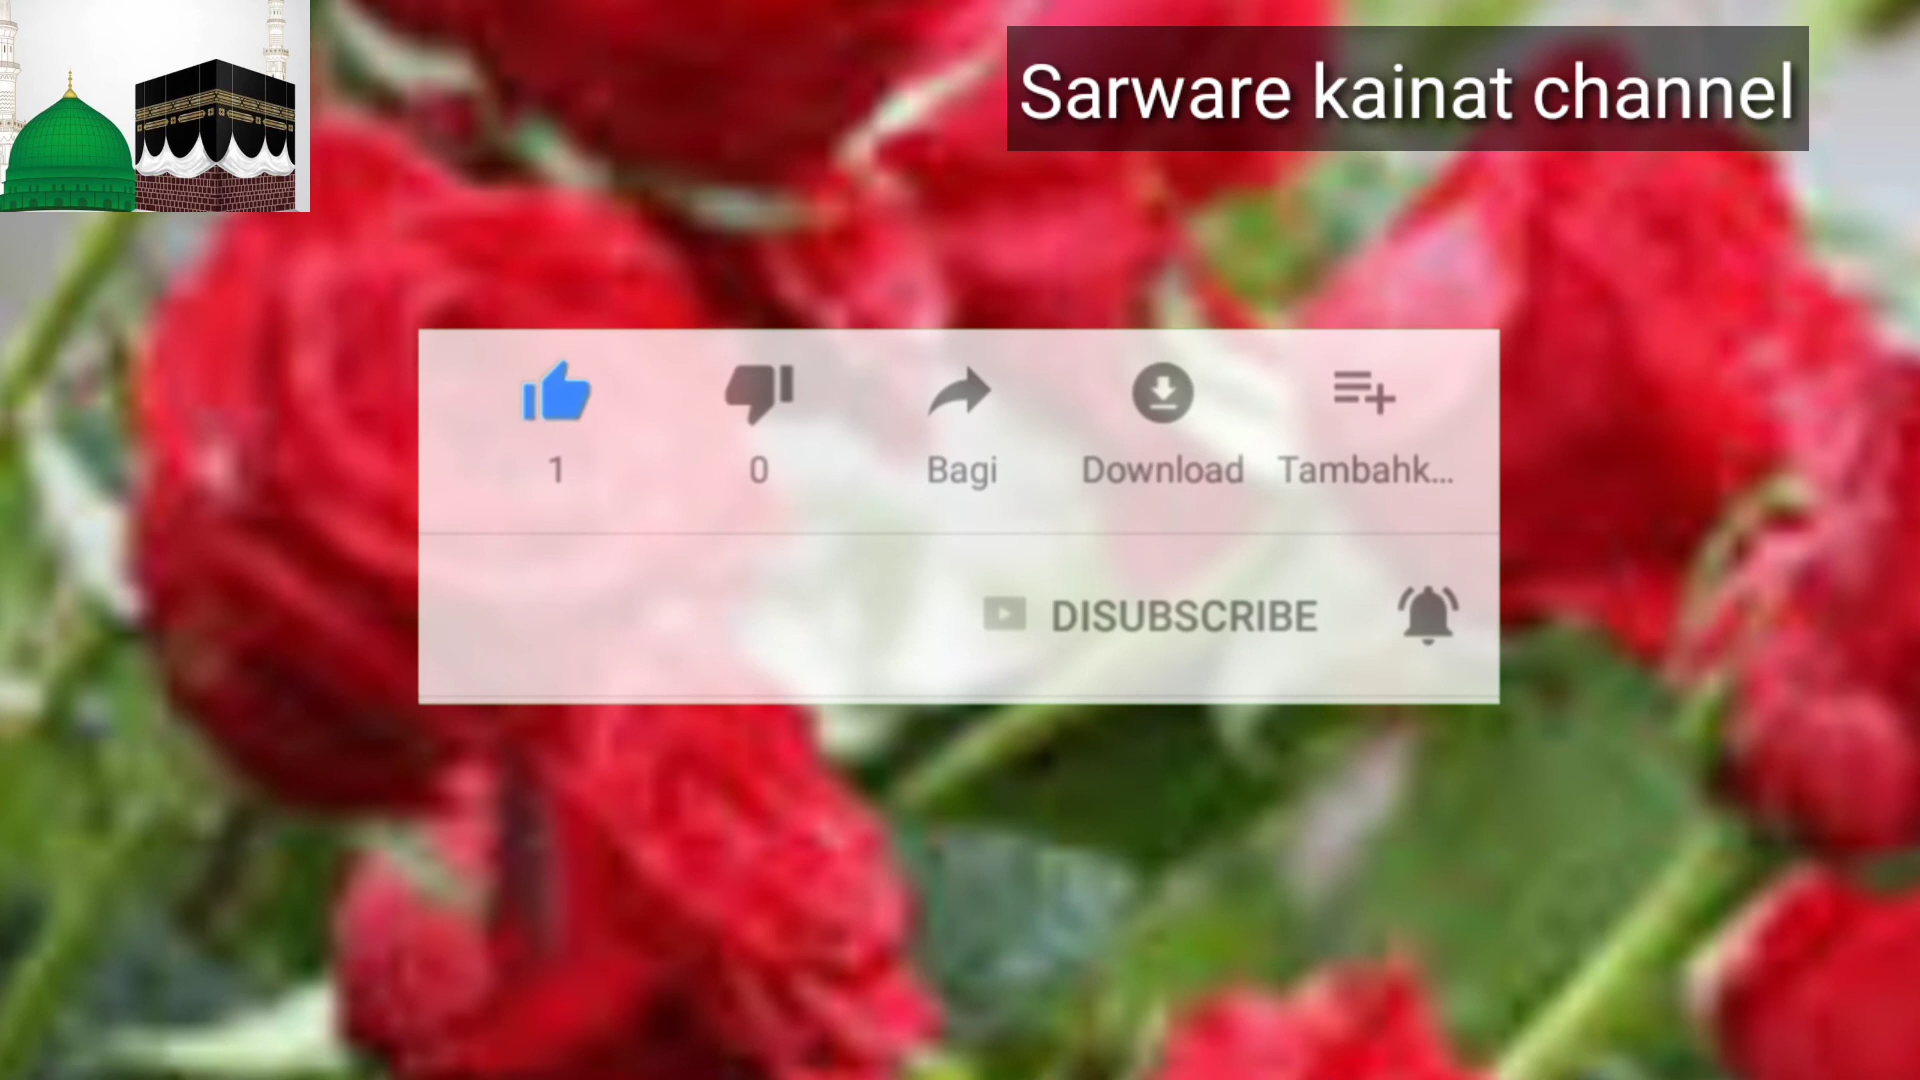 Sarware kainat channel
1
0
Bagi
Download
Tambahk...
DISUBSCRIBE